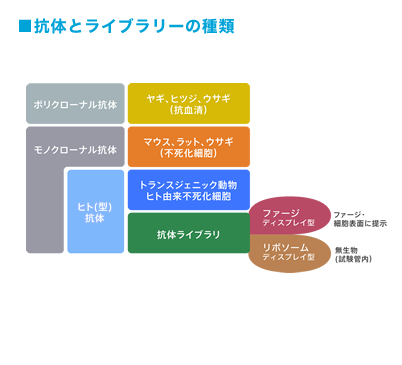 ■抗体とライブラリーの種類
ポリクローナル抗体
ヤギ、ヒツジ、ウサギ
(抗血清)
モノクローナル抗体
マウス、ラット、ウサギ
(不死化細胞)
ヒト(型)
抗体
トランスジェニック動物
ヒト由来不死化細胞
抗体ライブラリ
ファージ
ディスプレイ型
ファージ・
細胞表面に提示
リボソーム
ディスプレイ型
無生物
(試験管内)